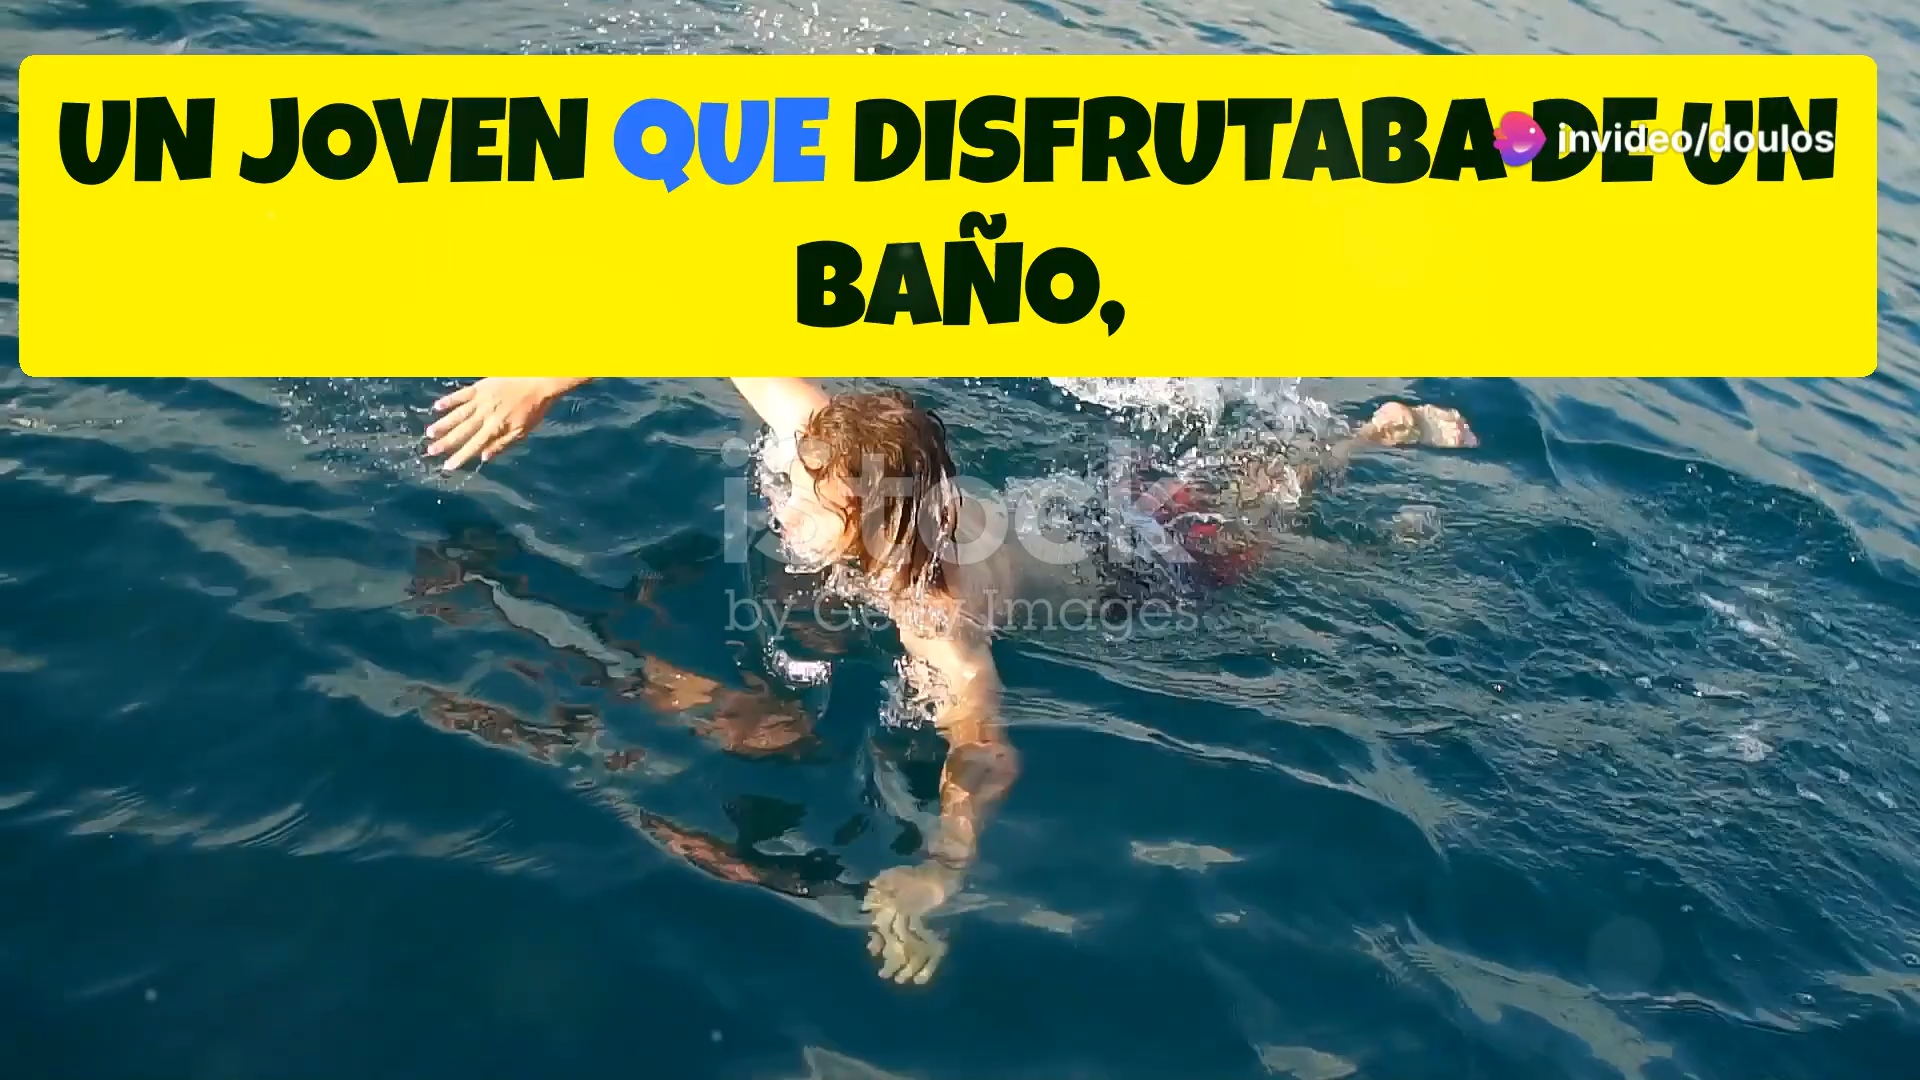 UN JOVEN QUE DISFRUTABA DE UN
invideo/doulos
BAÑO,
iStock
by Getty Images